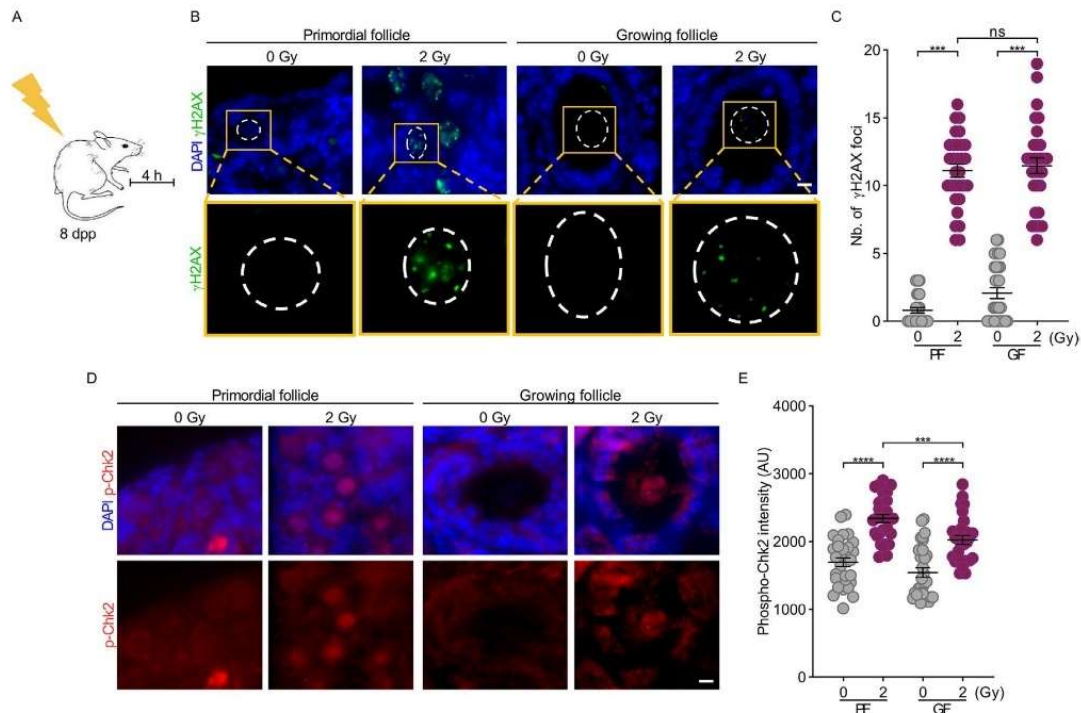 A
4 h
8 dpp
B
Primordial follicle
Growing follicle
0 Gy
2 Gy
0 Gy
2 Gy
DAPI γH2AX
γH2AX
C
ns
***
***
20
15
10
5
0
Nb. of γH2AX foci
0
2
0
2
(Gy)
PF
GF
D
Primordial follicle
Growing follicle
0 Gy
2 Gy
0 Gy
2 Gy
DAPI p-Chk2
p-Chk2
E
***
****
****
4000
3000
2000
1000
0
Phospho-Chk2 intensity (AU)
0
2
0
2
(Gy)
PF
GF